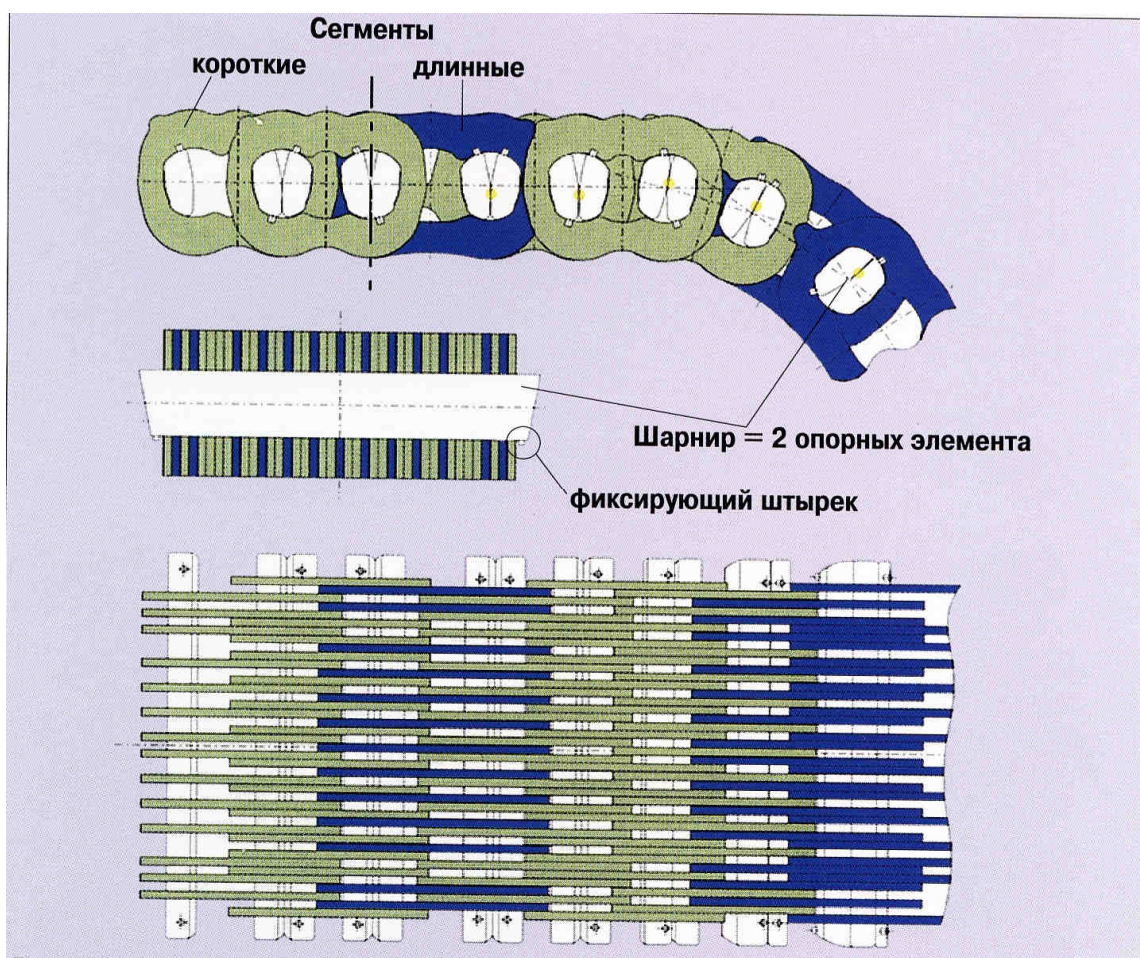 Сегменты
короткие
длинные
Шарнир = 2 опорных элемента
фиксирующий штырек